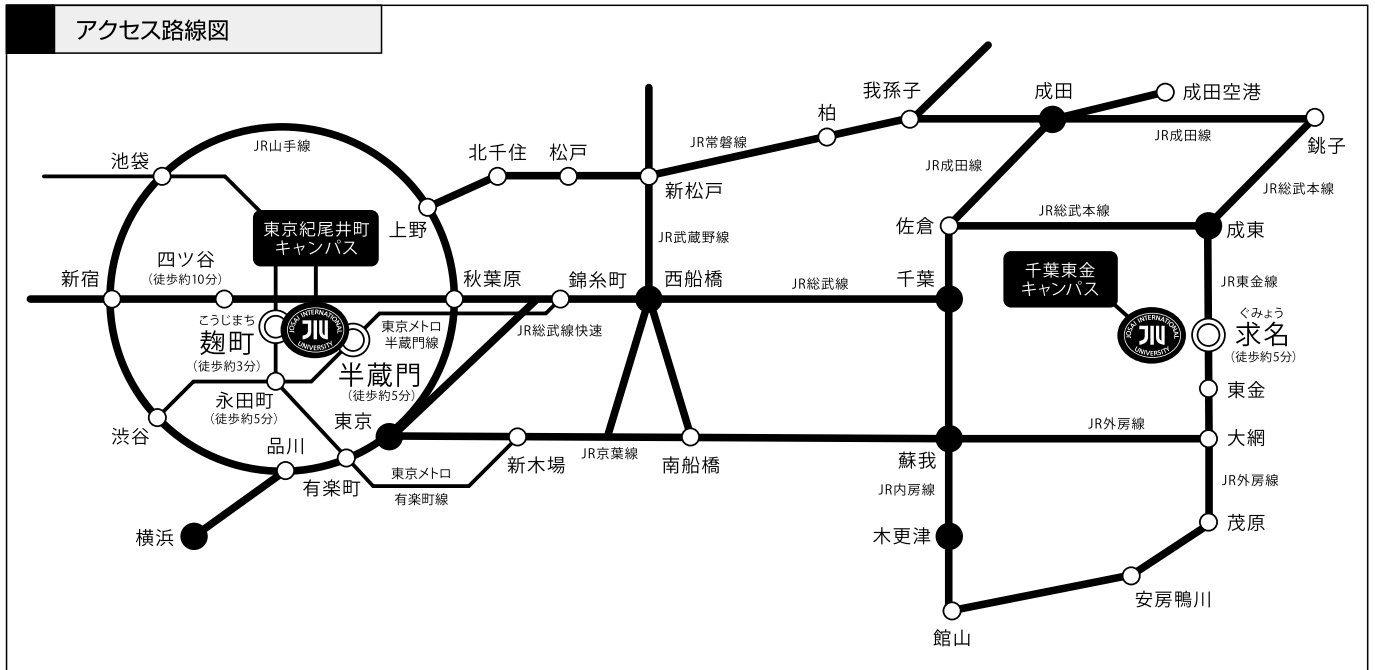 アクセス路線図
我孫子
成田
成田空港
柏
JR常磐線
JR成田線
銚子
JR山手線
池袋
北千住
松戸
新松戸
JR成田線
JR総武本線
上野
東京紀尾井町
キャンパス
JR武蔵野線
佐倉
JR総武本線
成東
四ツ谷
(徒歩約10分)
新宿
秋葉原
錦糸町
西船橋
JR総武線
千葉
千葉東金
キャンパス
JR東金線
こうじまち
麹町
(徒歩約3分)
JOSAI INTERNATIONAL
JIU
UNIVERSITY
東京メトロ
半蔵門線
JR総武線快速
JOSAI INTERNATIONAL
JIU
UNIVERSITY
ぐみょう
求名
(徒歩約5分)
半蔵門
(徒歩約5分)
永田町
(徒歩約5分)
東京
東金
渋谷
品川
有楽町
東京メトロ
有楽町線
新木場
JR京葉線
南船橋
蘇我
JR外房線
大網
JR内房線
JR外房線
横浜
木更津
茂原
安房鴨川
館山